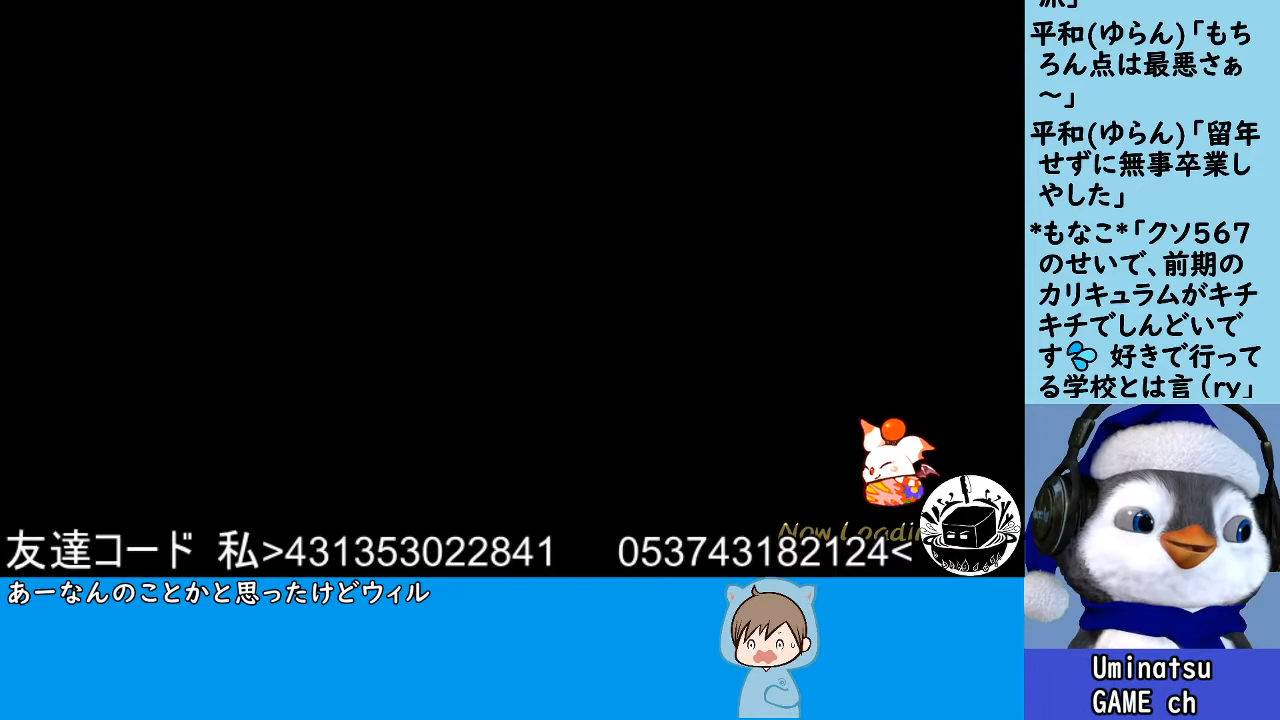 派」
平和(ゆらん)「もち
ろん点は最悪さぁ
～」
平和(ゆらん)「留年
せずに無事卒業し
やした」
*もなこ*「クソ567
のせいで、前期の
カリキュラムがキチ
キチでしんどいで
す💦 好きで行って
る学校とは言（ry」
Now Loadin
友達コード 私>431353022841 053743182124<
あーなんのことかと思ったけどウィル
Uminatsu
GAME ch